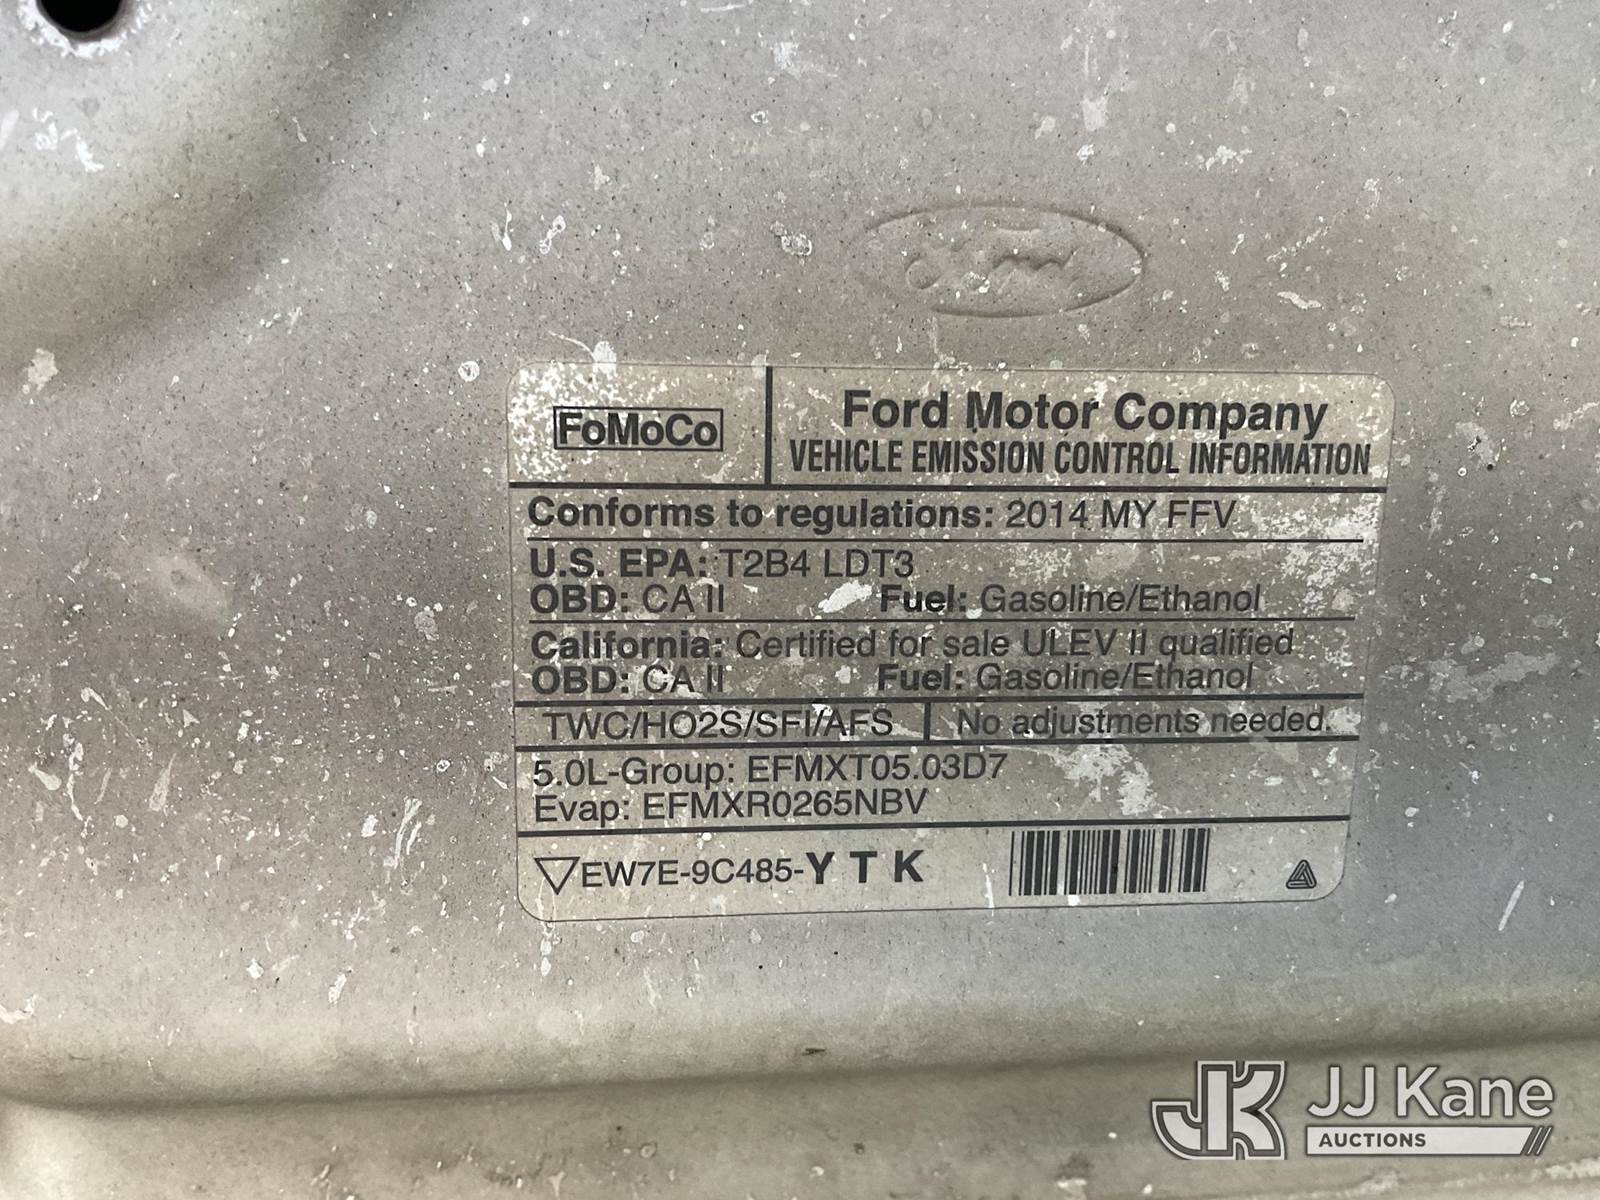 FoMoCo
Ford Motor Company
VEHICLE EMISSION CONTROL INFORMATION
Conforms to regulations: 2014 MY FFV
U.S. EPA: T2B4 LDT3
OBD: CA II Fuel: Gasoline/Ethanol
California: Certified for sale ULEV II qualified
OBD: CA II Fuel: Gasoline/Ethanol
TWC/HO2S/SFI/AFS No adjustments needed.
5.0L-Group: EFMXT05.03D7
Evap: EFMXR0265NBV
EW7E-9C485-Y T K
JK JJ Kane
AUCTIONS